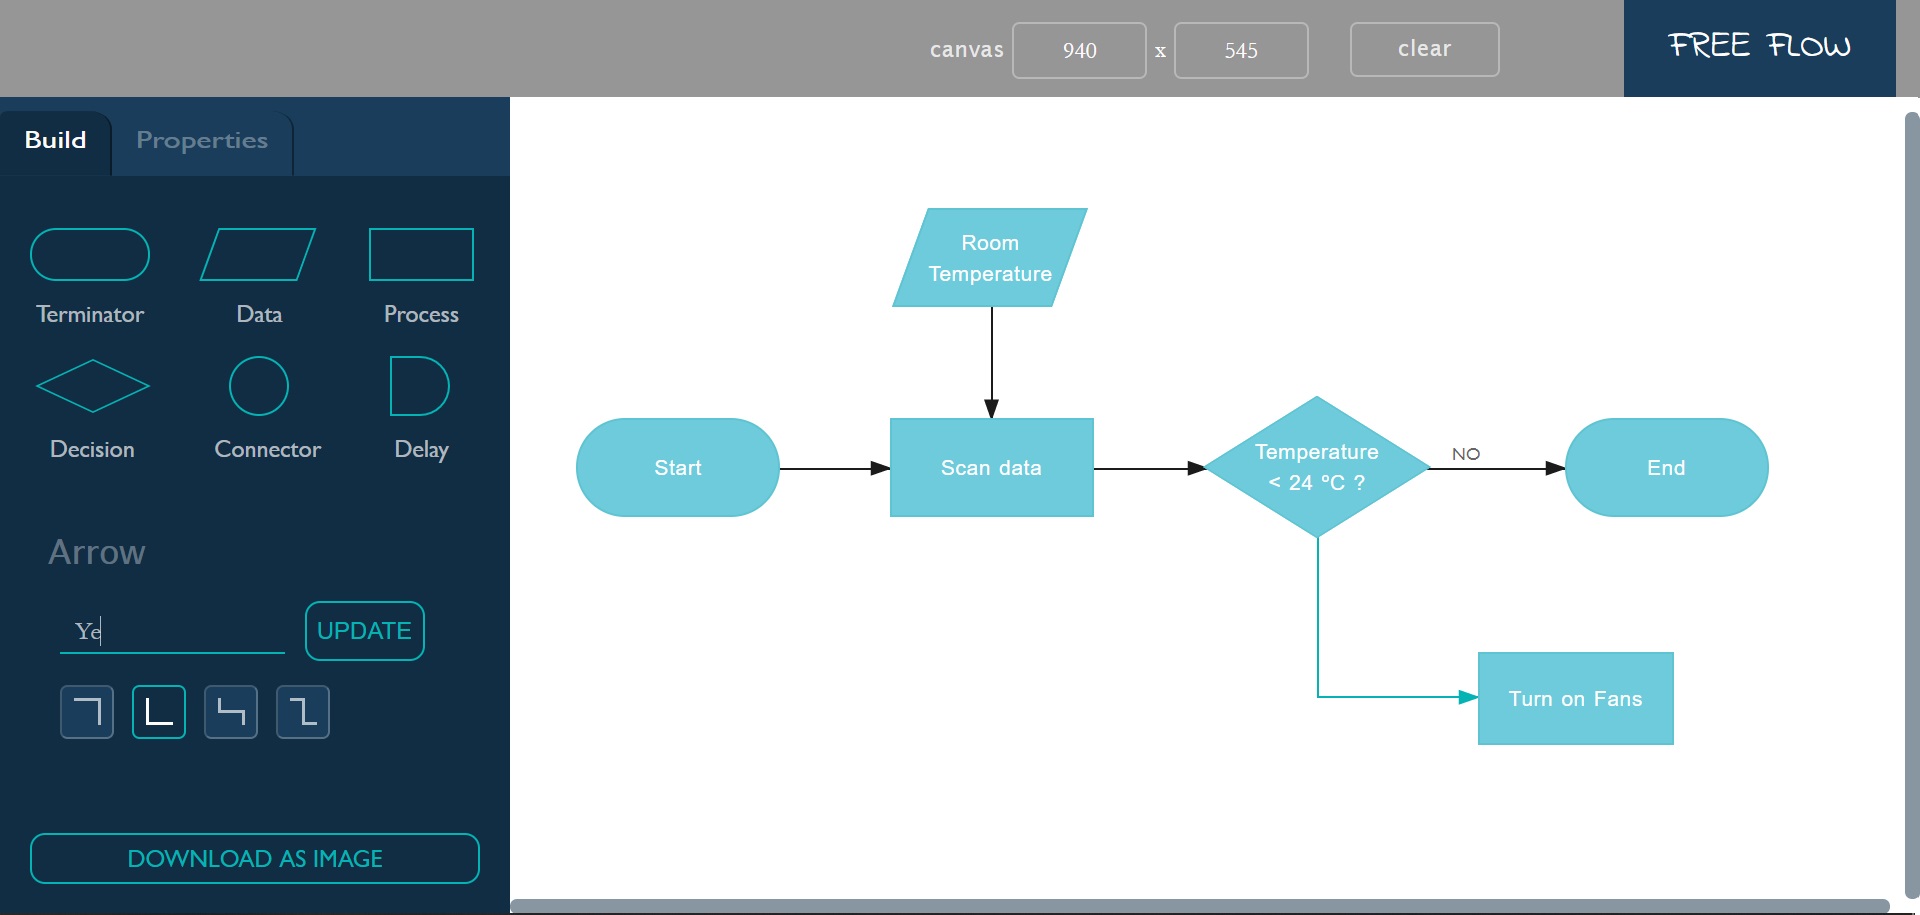 canvas 940 x 545 clear FREE FLOW
Build Properties
Terminator Data Process
Decision Connector Delay
Arrow
Ye UPDATE
DOWNLOAD AS IMAGE
Room
Temperature
Start
Scan data
Temperature
< 24 °C ?
NO
End
Turn on Fans